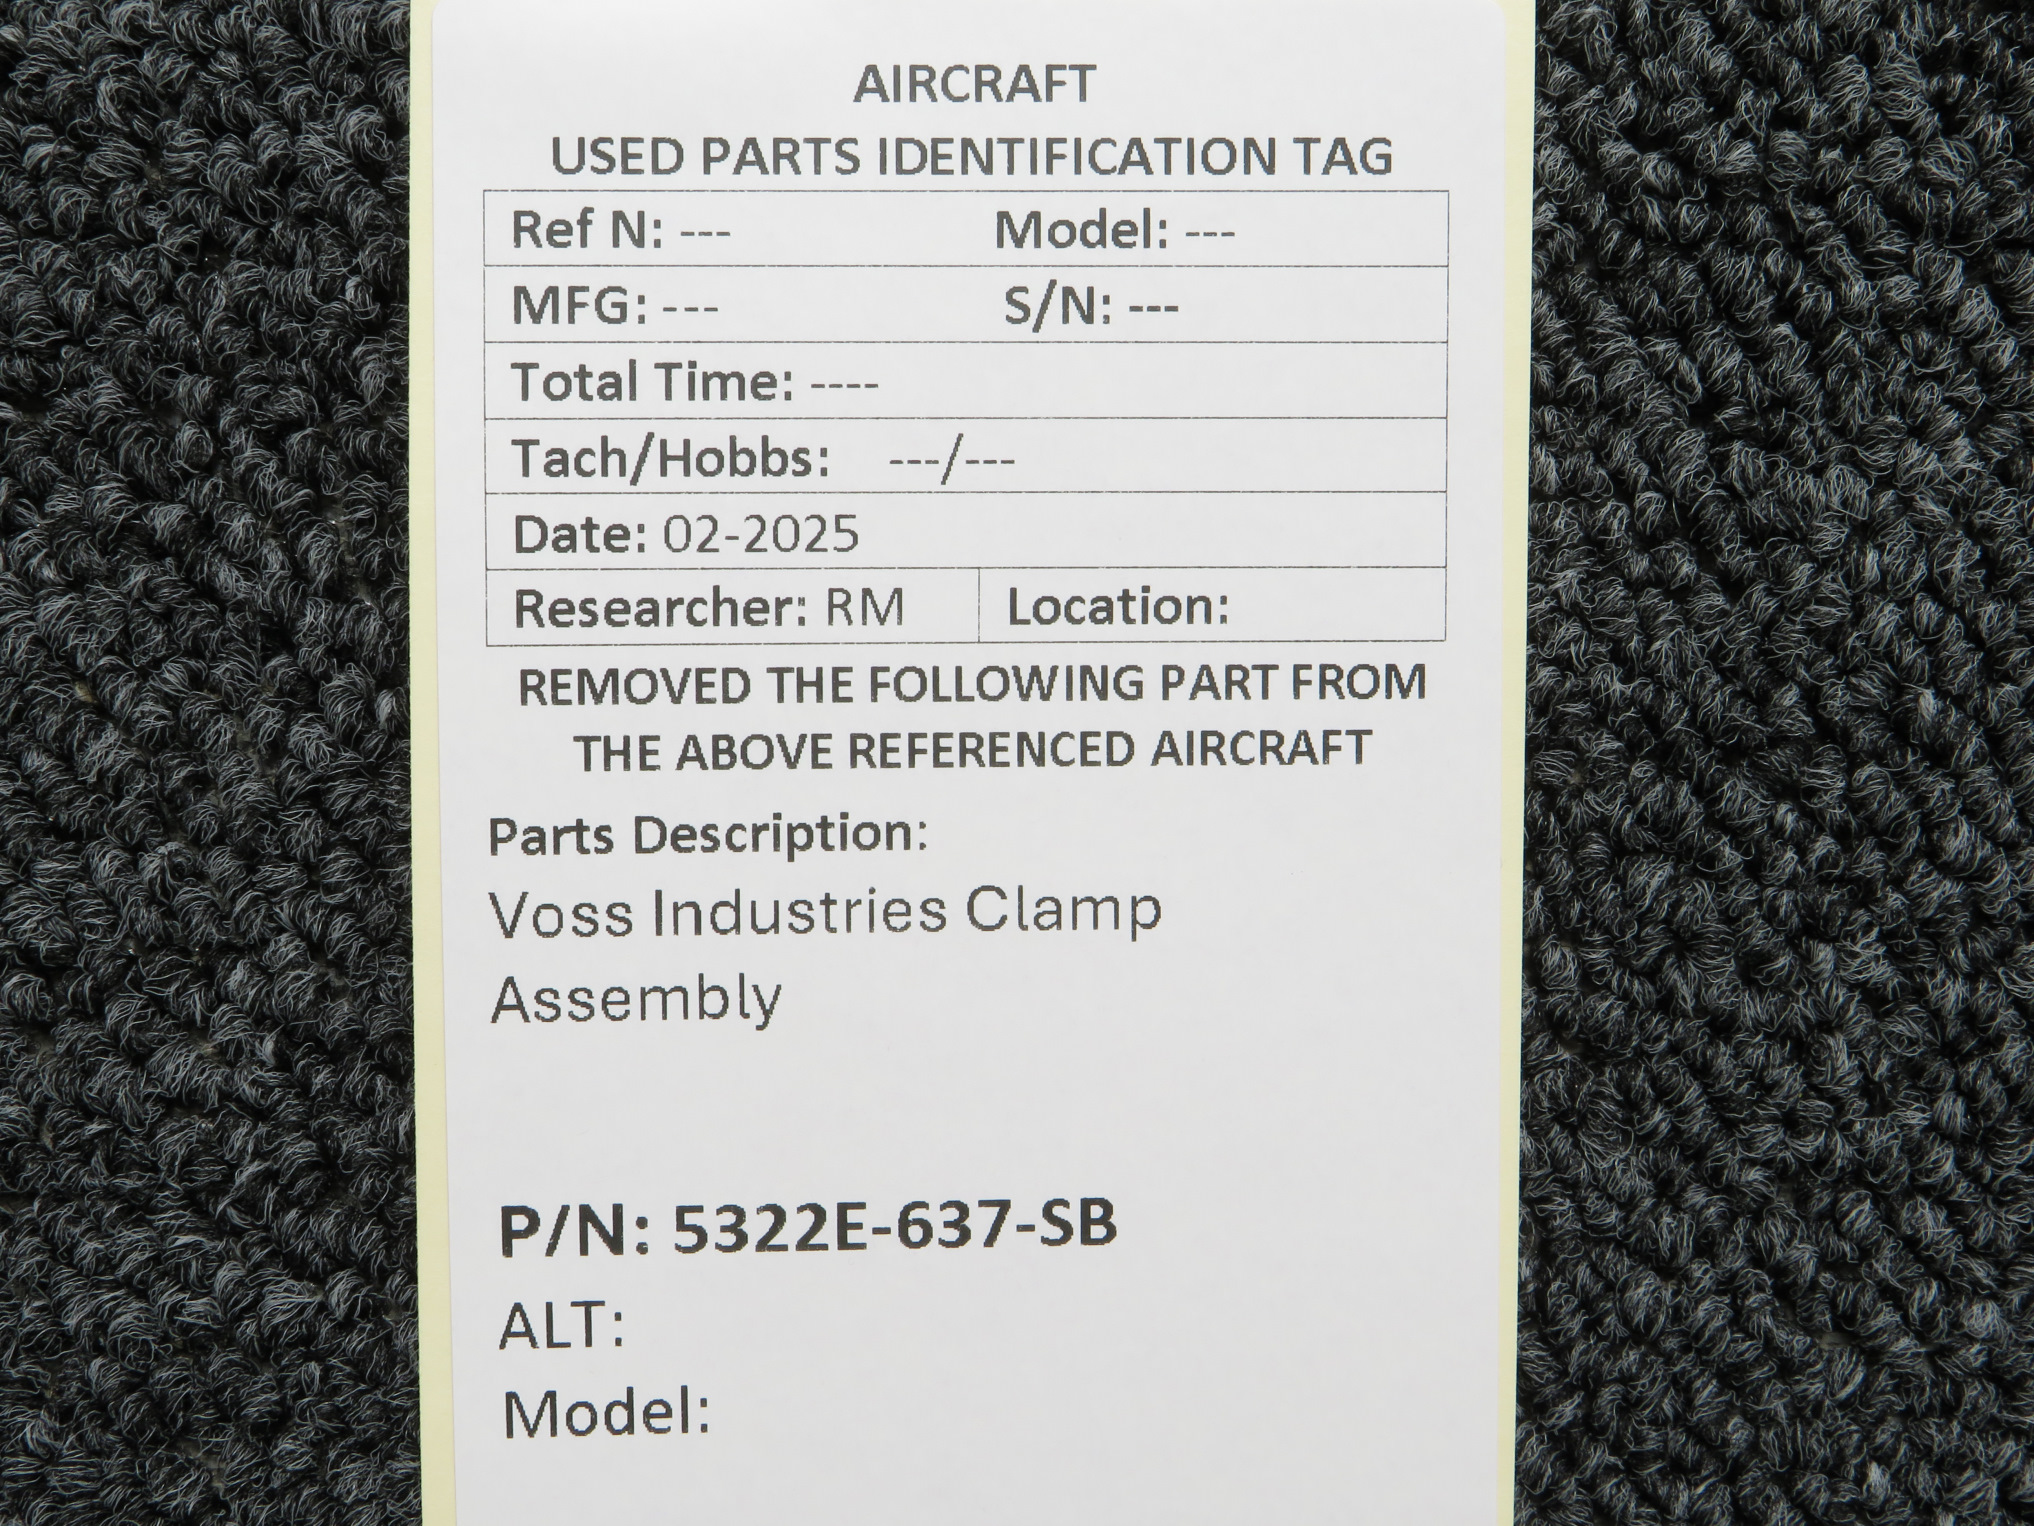 AIRCRAFT
USED PARTS IDENTIFICATION TAG
Ref N: --- Model: ---
MFG: --- S/N: ---
Total Time: ----
Tach/Hobbs: ---/---
Date: 02-2025
Researcher: RM Location:
REMOVED THE FOLLOWING PART FROM
THE ABOVE REFERENCED AIRCRAFT
Parts Description:
Voss Industries Clamp
Assembly
P/N: 5322E-637-SB
ALT:
Model: